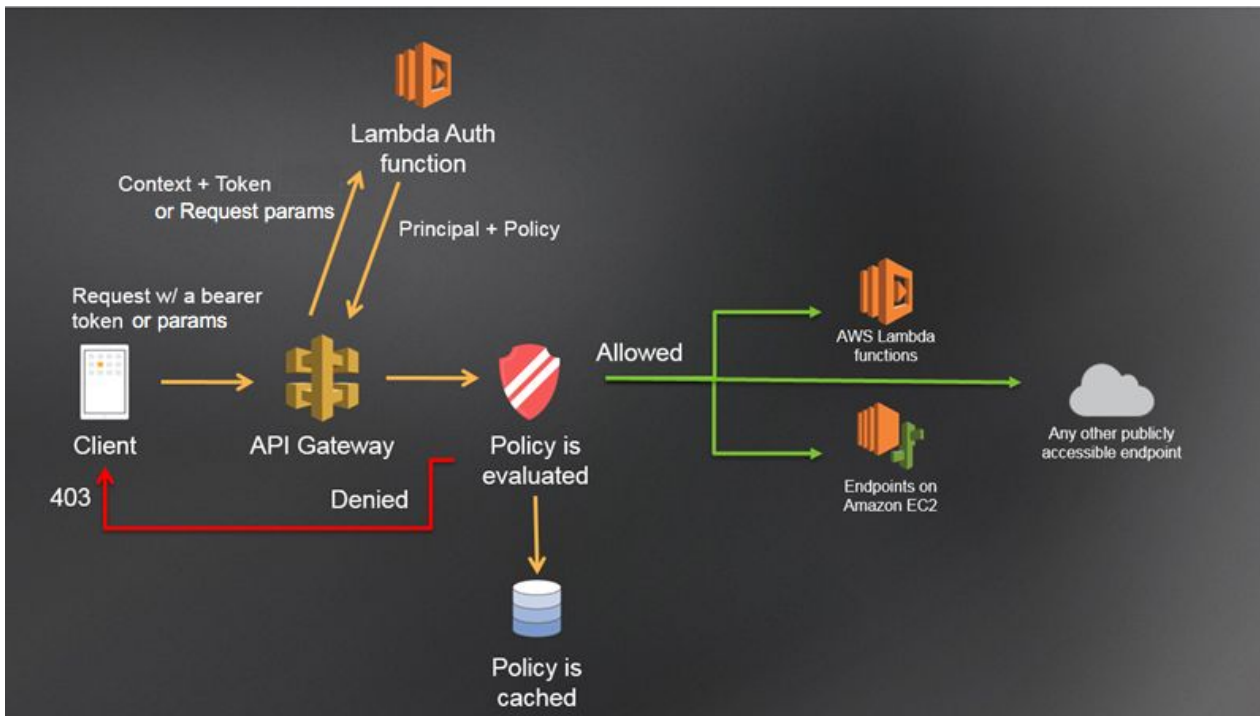 Lambda Auth
function
Context + Token
or Request params
Principal + Policy
Request w/ a bearer
token or params
Client
API Gateway
Policy is
evaluated
Allowed
AWS Lambda
functions
Endpoints on
Amazon EC2
Any other publicly
accessible endpoint
403
Denied
Policy is
cached